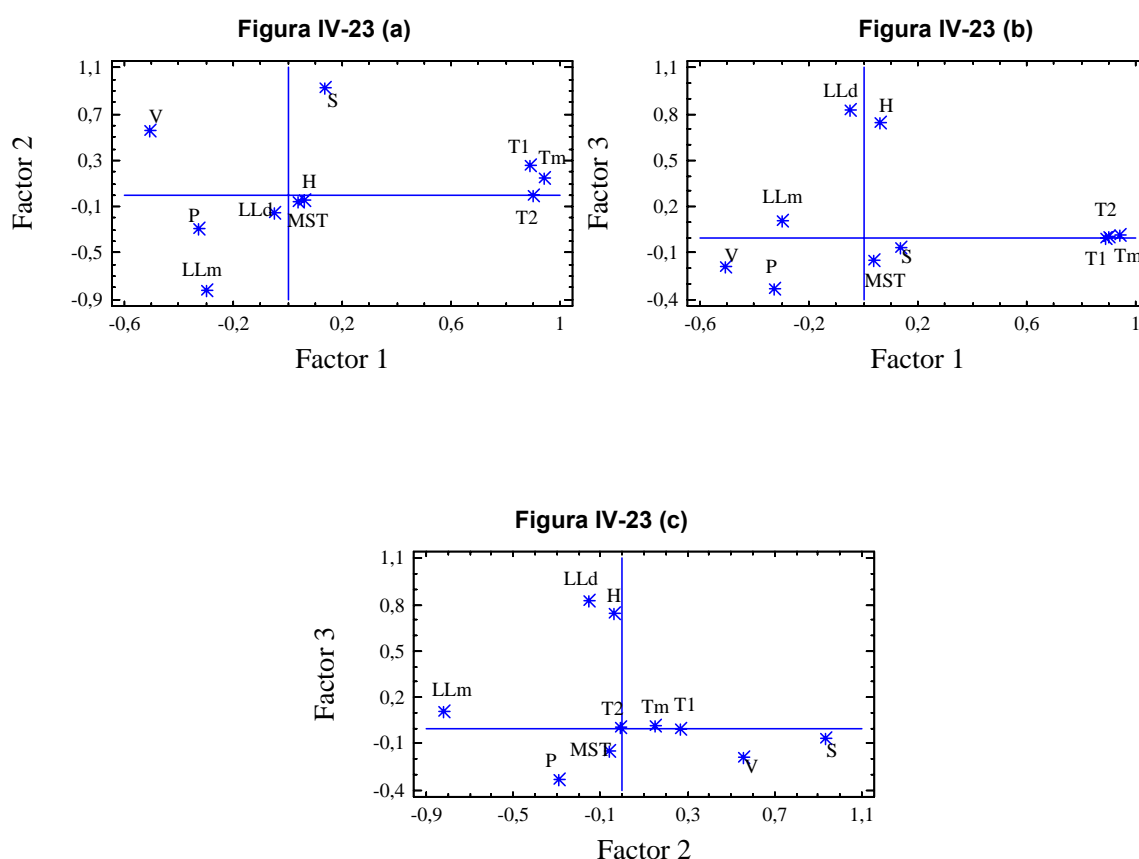 Figura IV-23 (a)
1,1
0,7
0,3
-0,1
-0,5
-0,9
Factor 2
V
S
T1
Tm
H
P
LLd
MST
T2
LLm
-0,6
-0,2
0,2
0,6
1
Factor 1
Figura IV-23 (b)
1,1
0,8
0,5
0,2
-0,1
-0,4
Factor 3
LLd
H
LLm
T2
V
P
S
MST
T1
Tm
-0,6
-0,2
0,2
0,6
1
Factor 1
Figura IV-23 (c)
1,1
0,8
0,5
0,2
-0,1
-0,4
Factor 3
LLd
H
LLm
T2
Tm
T1
P
MST
V
S
-0,9
-0,5
-0,1
0,3
0,7
1,1
Factor 2